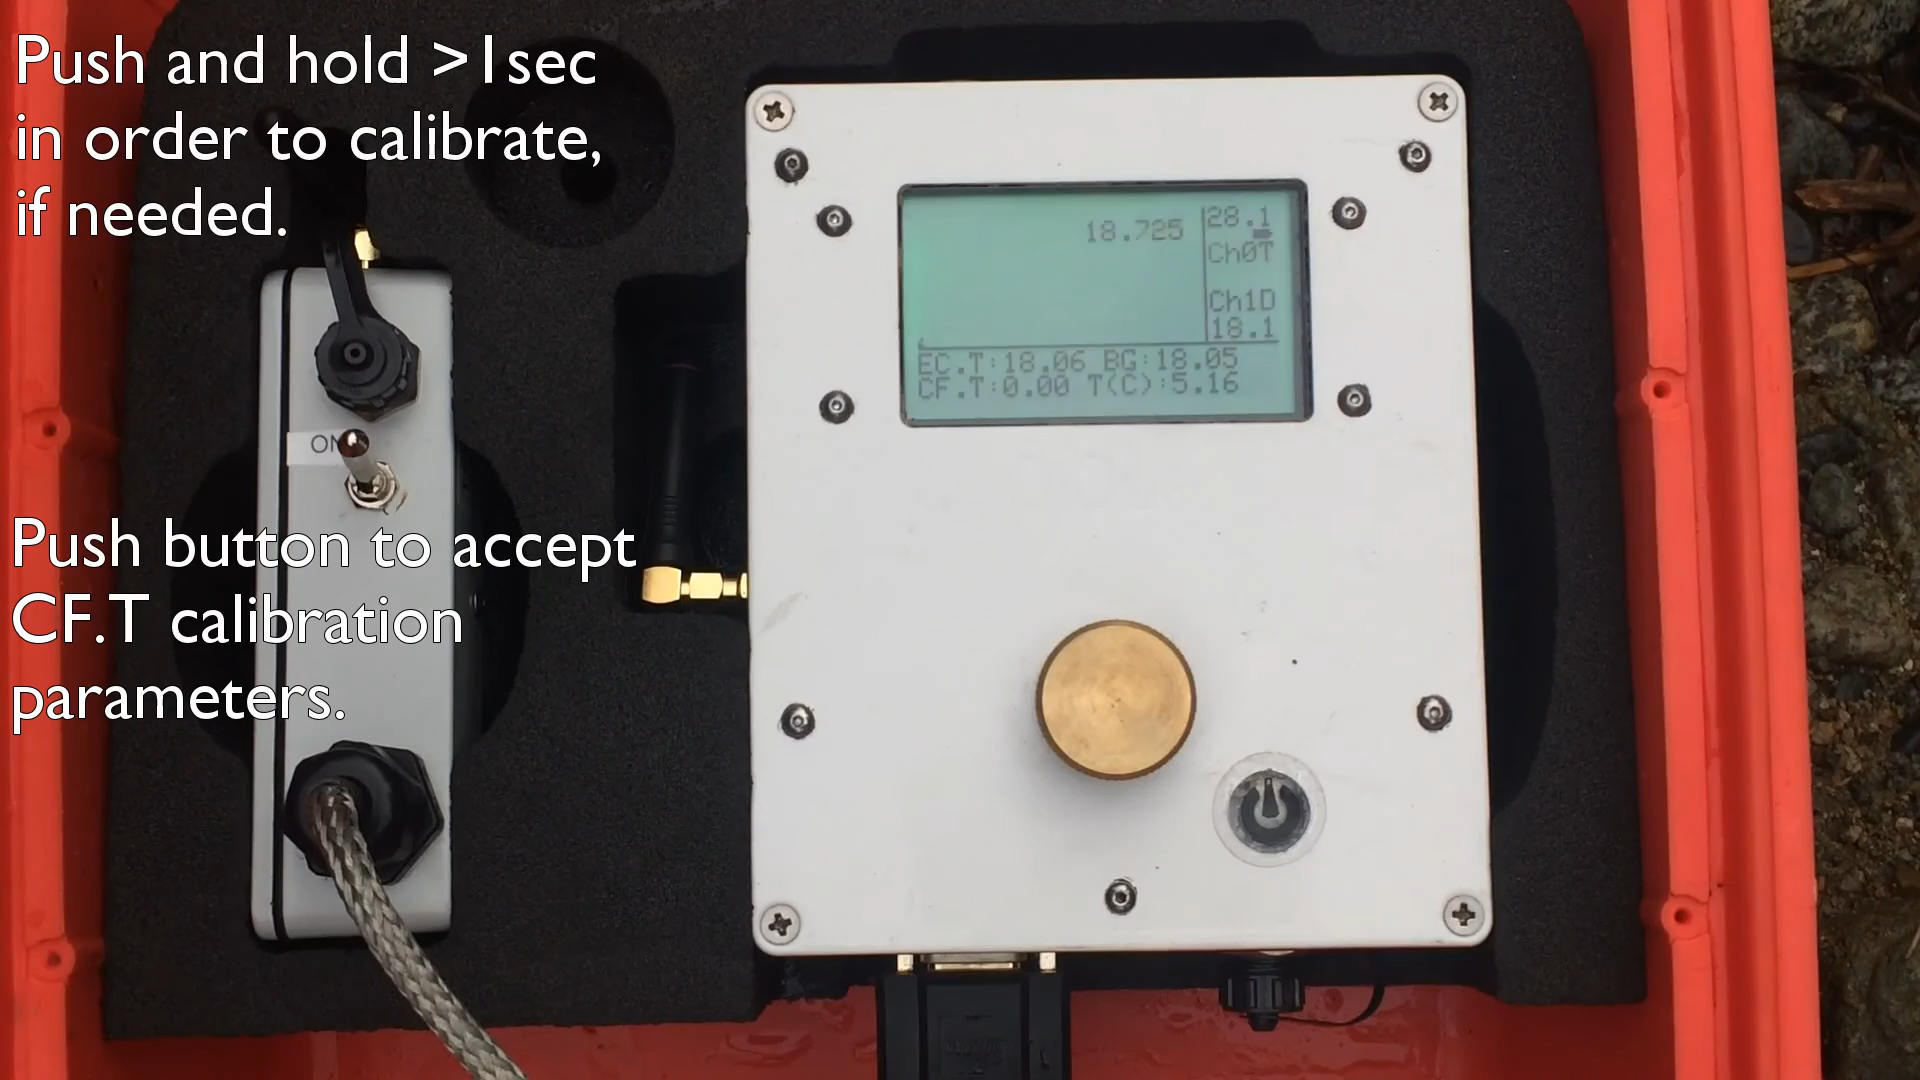 Push and hold >1sec
in order to calibrate,
if needed.
ON
Push button to accept
CF.T calibration
parameters.
18.725
28.1
Ch0T
Ch1D
18.1
EC.T:18.06 BG:18.05
CF.T:0.00 T(C):5.16